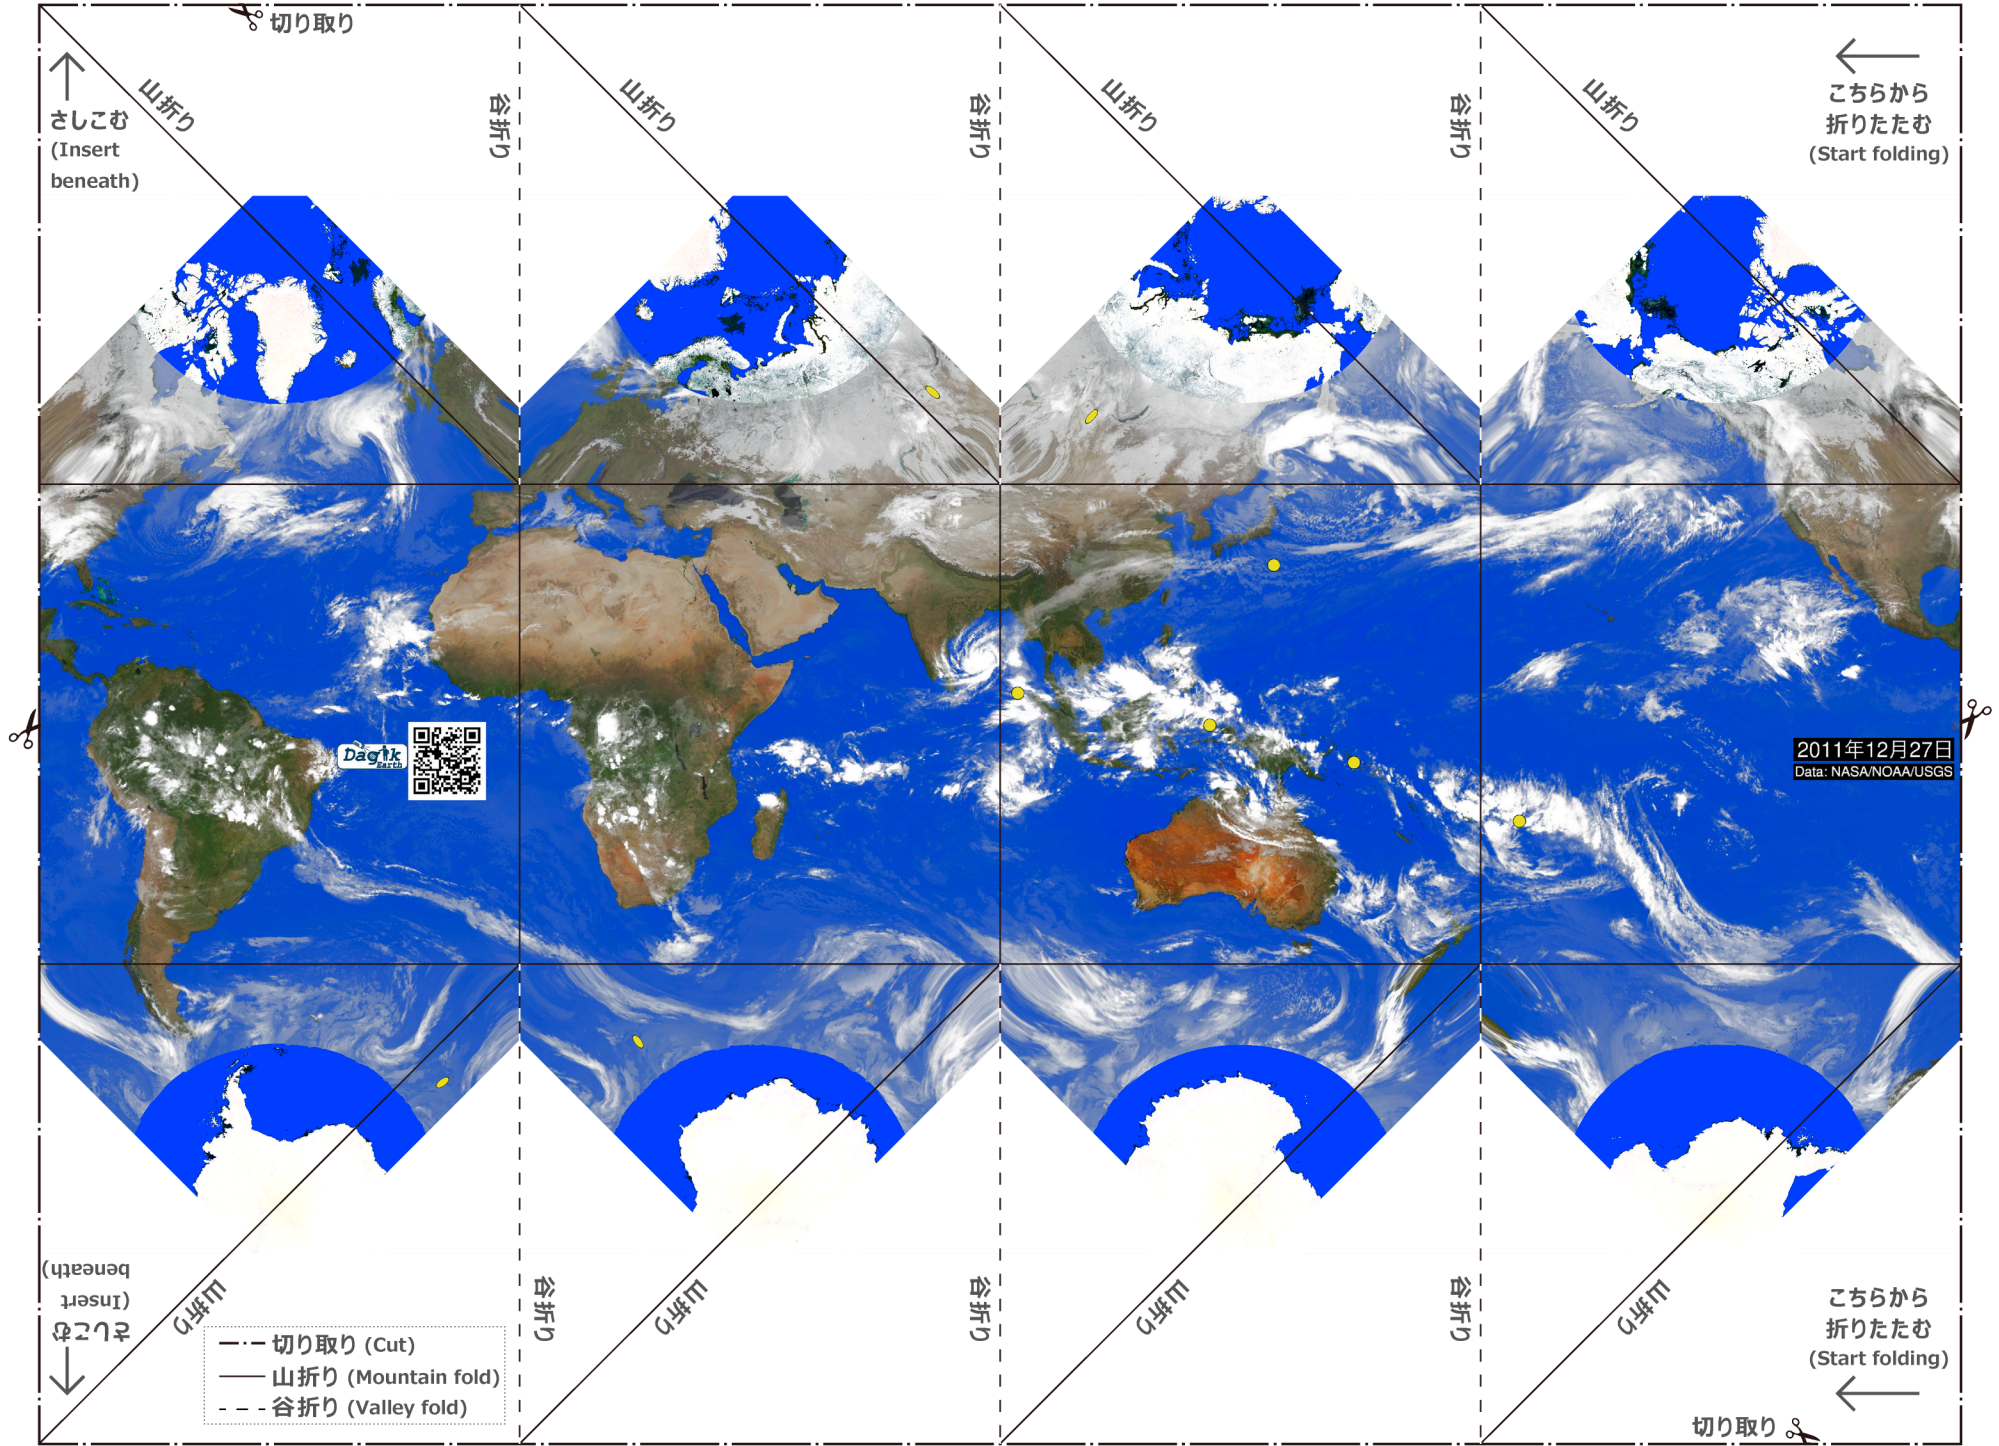 切り取り
さしこむ
(Insert
beneath)
山折り
谷折り
山折り
谷折り
山折り
谷折り
山折り
こちらから
折りたたむ
(Start folding)
Dagik
Earth
2011年12月27日
Data: NASA/NOAA/USGS
さしこむ
(Insert
beneath)
山折り
谷折り
山折り
谷折り
山折り
谷折り
山折り
こちらから
折りたたむ
(Start folding)
切り取り (Cut)
山折り (Mountain fold)
谷折り (Valley fold)
切り取り